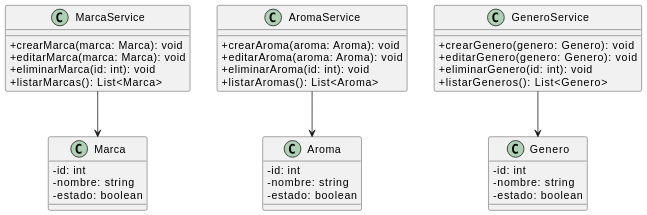 C MarcaService
+crearMarca(marca: Marca): void
+editarMarca(marca: Marca): void
+eliminarMarca(id: int): void
+listarMarcas(): List<Marca>
C AromaService
+crearAroma(aroma: Aroma): void
+editarAroma(aroma: Aroma): void
+eliminarAroma(id: int): void
+listarAromas(): List<Aroma>
C GeneroService
+crearGenero(genero: Genero): void
+editarGenero(genero: Genero): void
+eliminarGenero(id: int): void
+listarGeneros(): List<Genero>
C Marca
-id: int
-nombre: string
-estado: boolean
C Aroma
-id: int
-nombre: string
-estado: boolean
C Genero
-id: int
-nombre: string
-estado: boolean